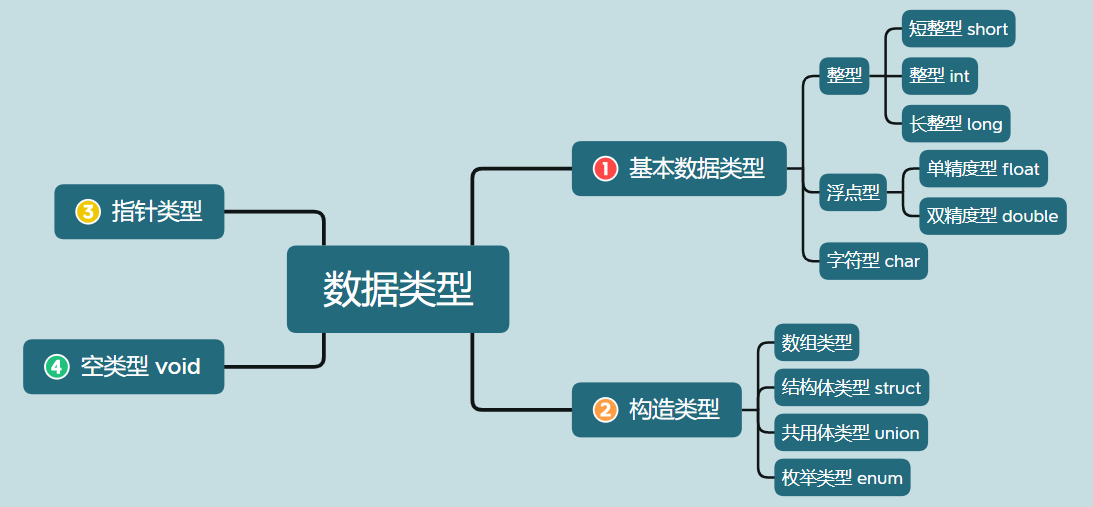 数据类型
1 基本数据类型
整型
短整型 short
整型 int
长整型 long
浮点型
单精度型 float
双精度型 double
字符型 char
2 构造类型
数组类型
结构体类型 struct
共用体类型 union
枚举类型 enum
3 指针类型
4 空类型 void